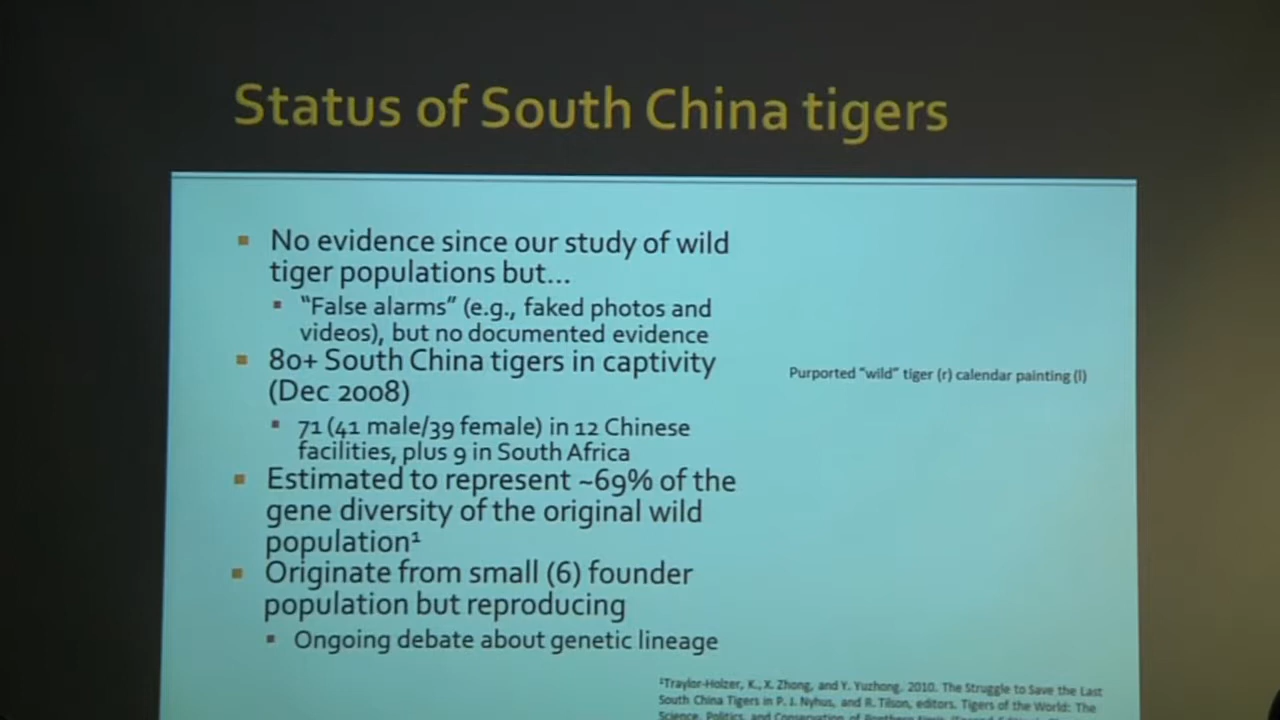 Status of South China tigers
No evidence since our study of wild
tiger populations but...
"False alarms" (e.g., faked photos and
videos), but no documented evidence
80+ South China tigers in captivity
(Dec 2008)
71 (41 male/39 female) in 12 Chinese
facilities, plus 9 in South Africa
Estimated to represent ~69% of the
gene diversity of the original wild
population¹
Originate from small (6) founder
population but reproducing
Ongoing debate about genetic lineage
Purported "wild" tiger (r) calendar painting (l)
¹Traylor-Holzer, K., X. Zhong, and Y. Yuzhong. 2010. The Struggle to Save the Last
South China Tigers in P. J. Nyhus, and R. Tilson, editors. Tigers of the World: The
Science, Politics, and Conservation of